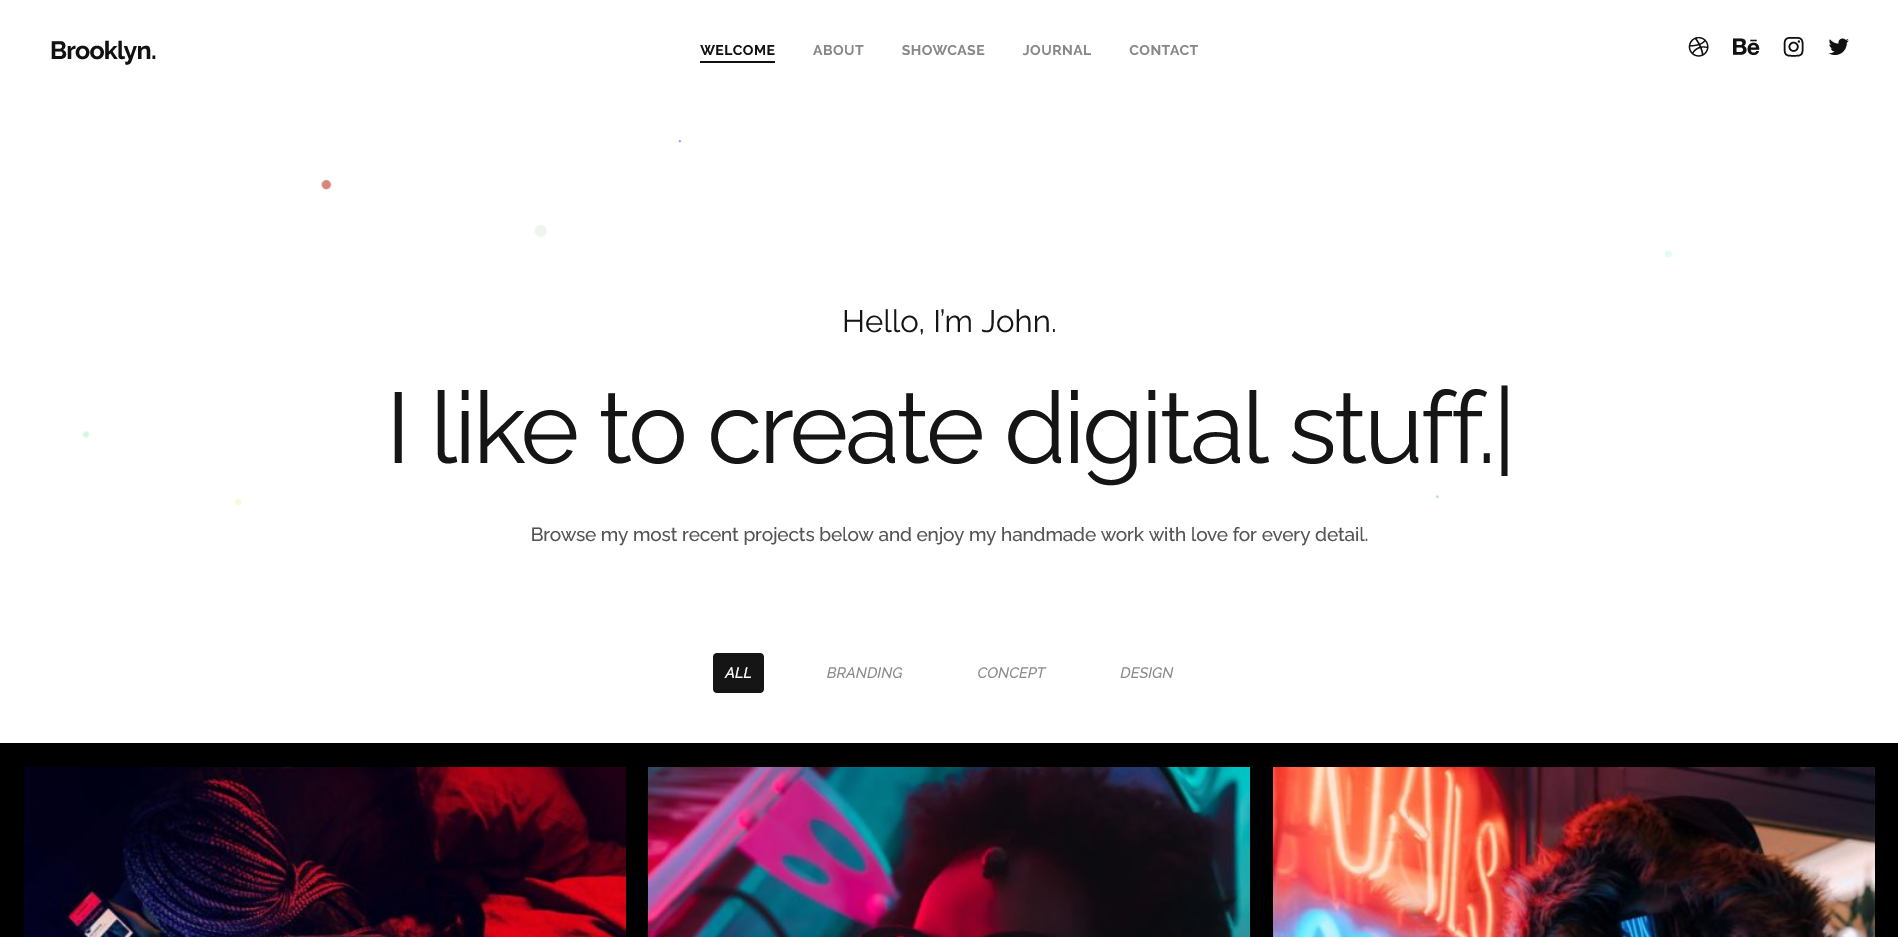 Brooklyn.
WELCOME ABOUT SHOWCASE JOURNAL CONTACT
Bē
Hello, I’m John.
I like to create digital stuff.|
Browse my most recent projects below and enjoy my handmade work with love for every detail.
ALL BRANDING CONCEPT DESIGN
NAILS